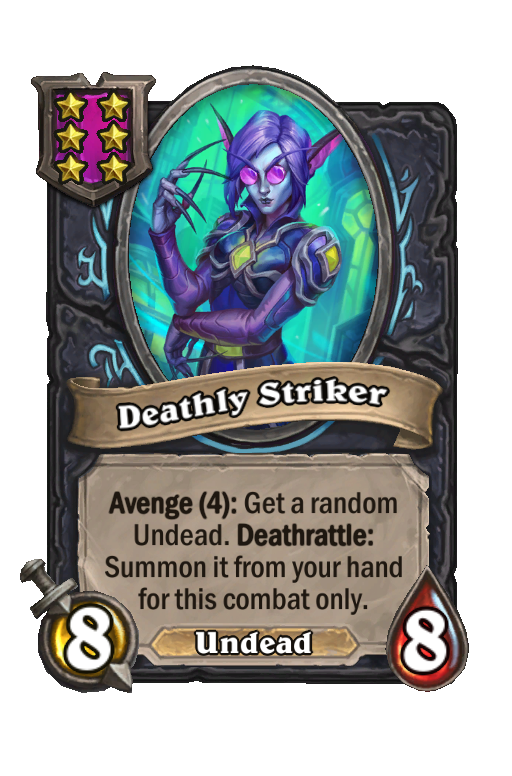 Deathly Striker
Avenge (4): Get a random
Undead. Deathrattle:
Summon it from your hand
for this combat only.
8
Undead
8